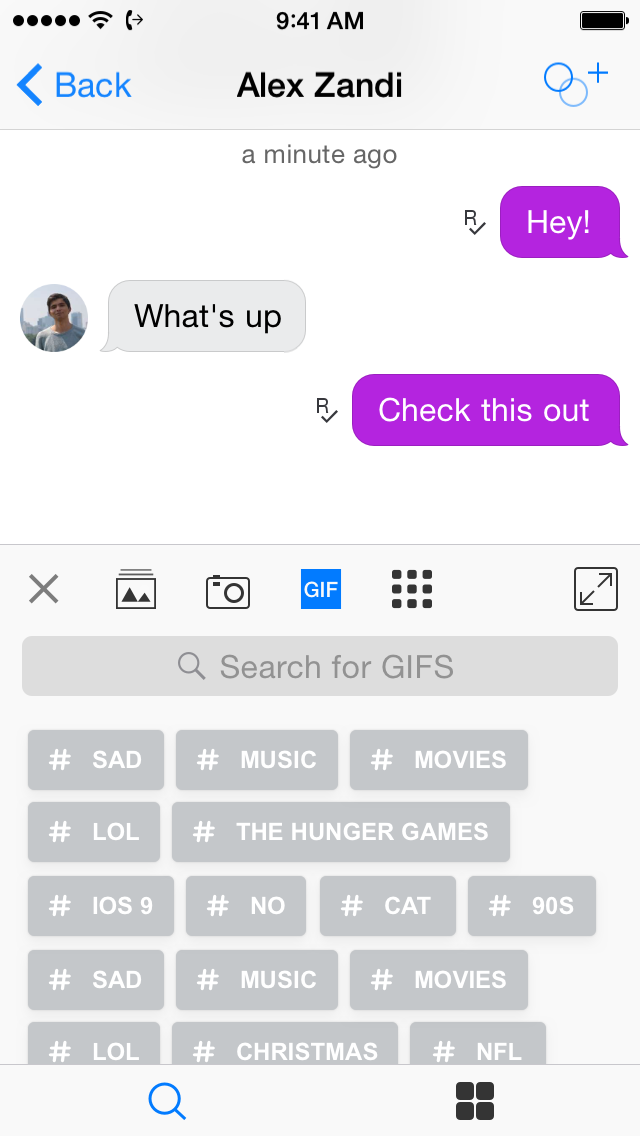 9:41 AM
Back
Alex Zandi
a minute ago
R Hey!
What's up
R Check this out
GIF
Search for GIFS
# SAD # MUSIC # MOVIES
# LOL # THE HUNGER GAMES
# IOS 9 # NO # CAT # 90S
# SAD # MUSIC # MOVIES
# LOL # CHRISTMAS # NFL